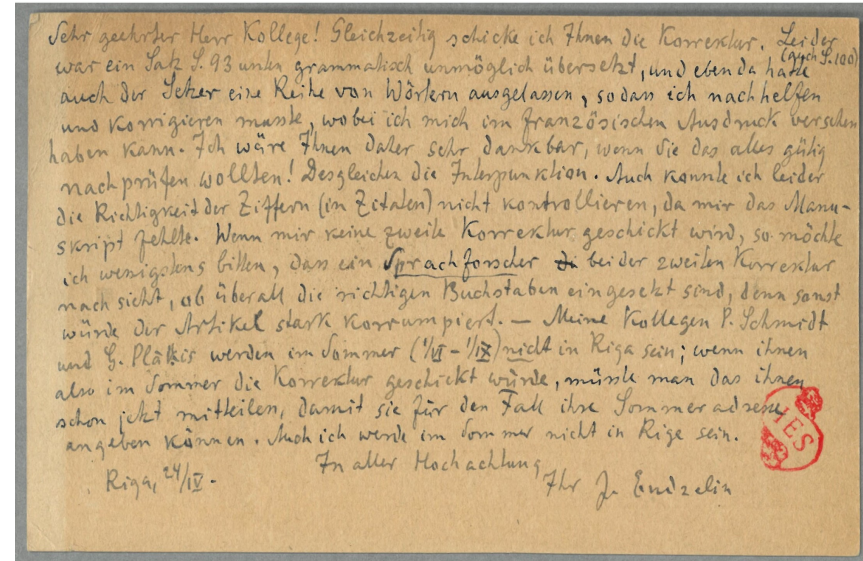 Sehr geehrter Herr Kollege! Gleichzeitig schicke ich Ihnen die Korrektur. Leider
(auch S. 100)
war ein Satz S. 93 unten grammatisch unmöglich übersetzt, und eben da hatte
auch der Setzer eine Reihe von Wörtern ausgelassen, sodass ich nachhelfen
und korrigieren musste, wobei ich mich im französischen Ausdruck versehen
haben kann. Ich wäre Ihnen daher sehr dankbar, wenn Sie das alles gütig
nachprüfen wollten! Desgleichen die Interpunktion. Auch konnte ich leider
die Richtigkeit der Ziffern (in Zitaten) nicht kontrollieren, da mir das Manu-
skript fehlte. Wenn mir keine zweite Korrektur geschickt wird, so möchte
ich wenigstens bitten, dass ein Sprachforscher bei der zweiten Korrektur
nachsieht, ob überall die richtigen Buchstaben eingesetzt sind, denn sonst
würde der Artikel stark korrumpiert. — Meine Kollegen P. Schmidt
und G. Plāķis werden im Sommer (1/VI – 1/IX) nicht in Riga sein; wenn ihnen
also im Sommer die Korrektur geschickt würde, müsste man das ihnen
schon jetzt mitteilen, damit sie für den Fall ihre Sommeradresse
angeben können. Auch ich werde im Sommer nicht in Riga sein.
In aller Hochachtung
Riga, 24/IV.
Ihr J. Endzelin
HES